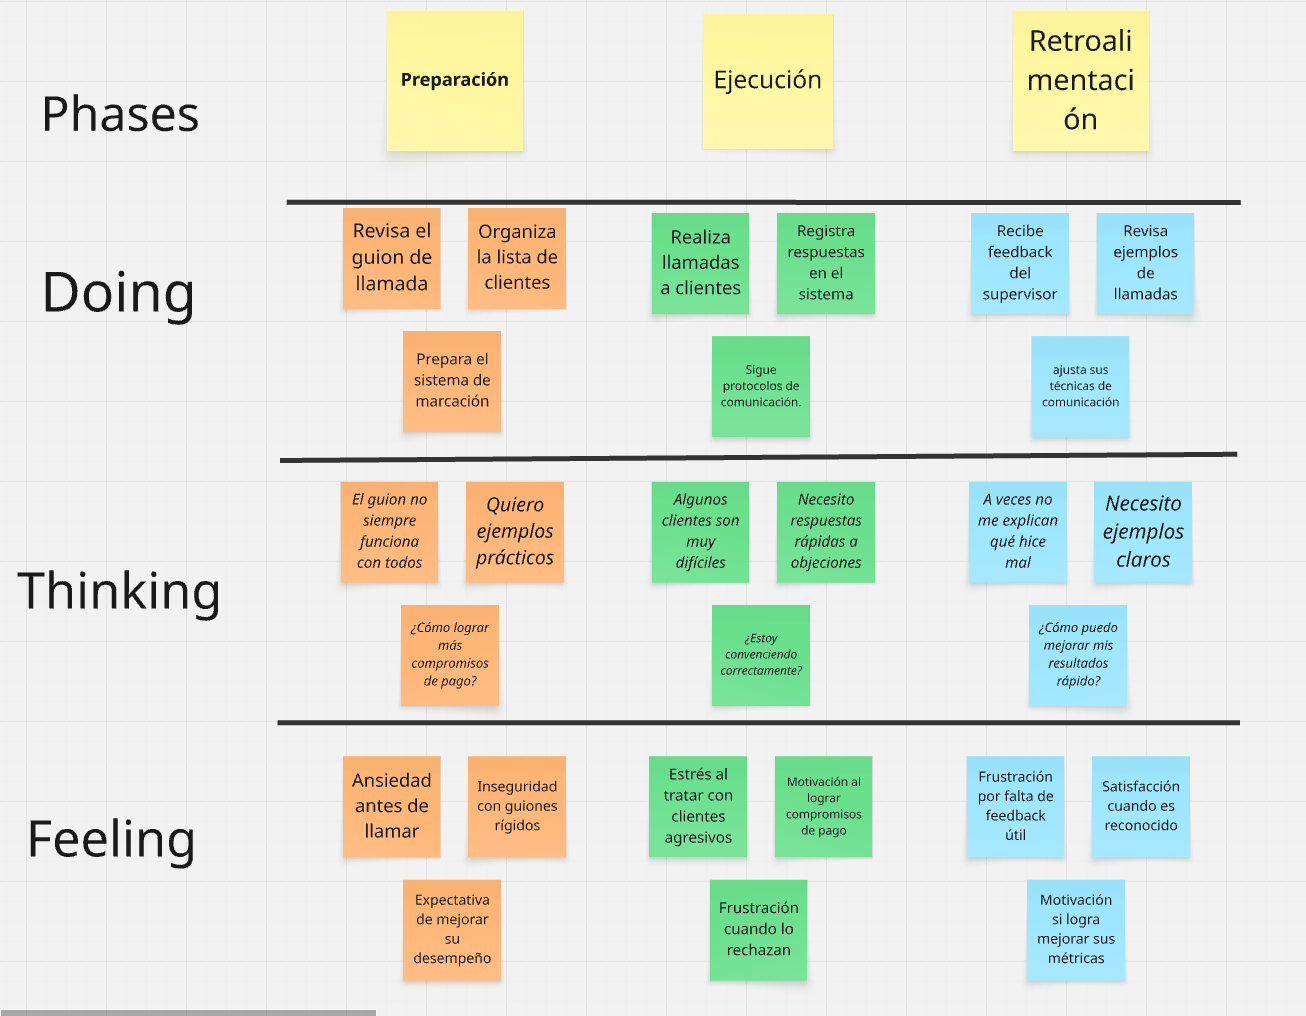 Phases
Preparación
Ejecución
Retroali
mentaci
ón
Doing
Revisa el
guion de
llamada
Organiza
la lista de
clientes
Prepara el
sistema de
marcación
Realiza
llamadas
a clientes
Registra
respuestas
en el
sistema
Sigue
protocolos de
comunicación.
Recibe
feedback
del
supervisor
Revisa
ejemplos
de
llamadas
ajusta sus
técnicas de
comunicación
Thinking
El guion no
siempre
funciona
con todos
Quiero
ejemplos
prácticos
¿Cómo lograr
más
compromisos
de pago?
Algunos
clientes son
muy
difíciles
Necesito
respuestas
rápidas a
objeciones
¿Estoy
convenciendo
correctamente?
A veces no
me explican
qué hice
mal
Necesito
ejemplos
claros
¿Cómo puedo
mejorar mis
resultados
rápido?
Feeling
Ansiedad
antes de
llamar
Inseguridad
con guiones
rígidos
Expectativa
de mejorar
su
desempeño
Estrés al
tratar con
clientes
agresivos
Motivación al
lograr
compromisos
de pago
Frustración
cuando lo
rechazan
Frustración
por falta de
feedback
útil
Satisfacción
cuando es
reconocido
Motivación
si logra
mejorar sus
métricas